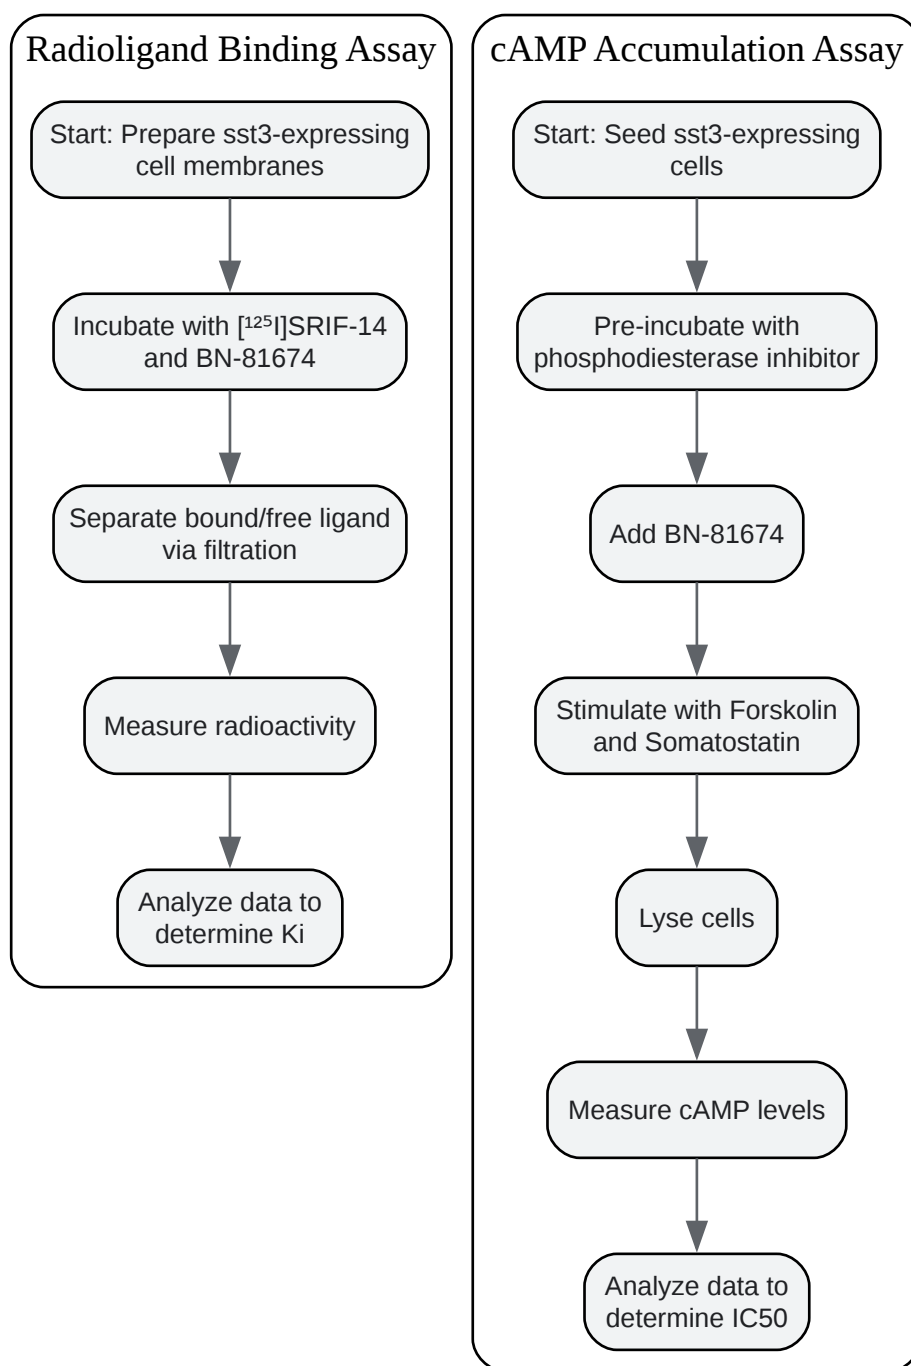 Radioligand Binding Assay
Start: Prepare sst3-expressing
cell membranes
Incubate with [¹²⁵I]SRIF-14
and BN-81674
Separate bound/free ligand
via filtration
Measure radioactivity
Analyze data to
determine Ki
cAMP Accumulation Assay
Start: Seed sst3-expressing
cells
Pre-incubate with
phosphodiesterase inhibitor
Add BN-81674
Stimulate with Forskolin
and Somatostatin
Lyse cells
Measure cAMP levels
Analyze data to
determine IC50